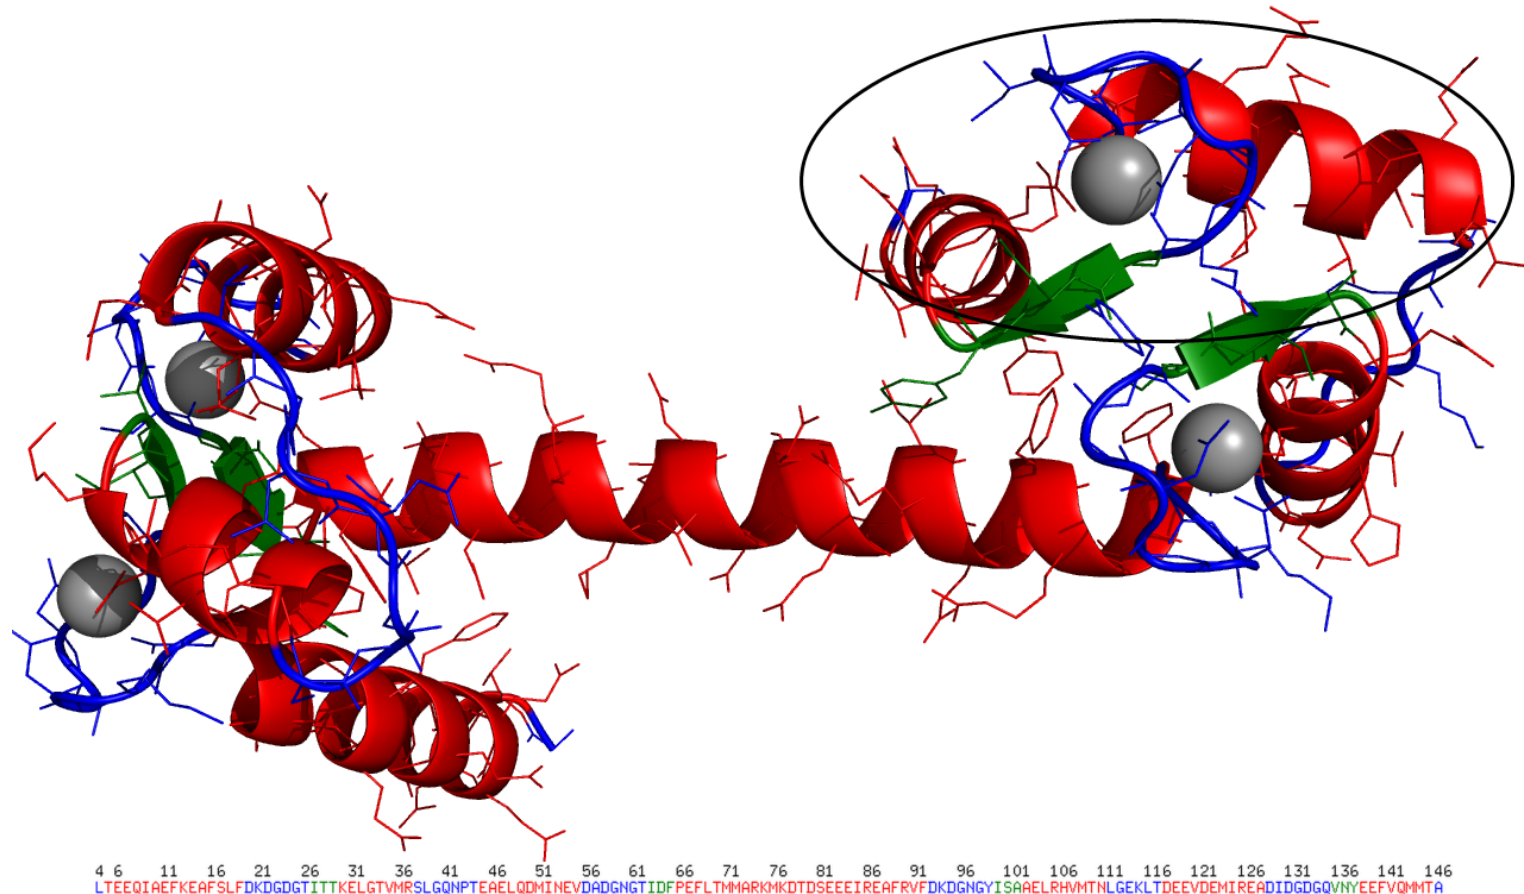 4 6 11 16 21 26 31 36 41 46 51 56 61 66 71 76 81 86 91 96 101 106 111 116 121 126 131 136 141 146
LTEEQIAEFKEAFSLFDKDGDGTITTKELGTVMRSLGQNPTEAELQDMINEVDADGNGTIDFPEFLTMMARKMKDTDSEEEIREAFRVFDKDGNGYISAAELRHVMTNLGEKLTDEEVDEMIREADIDGDGQVNYEEFVQMMTA